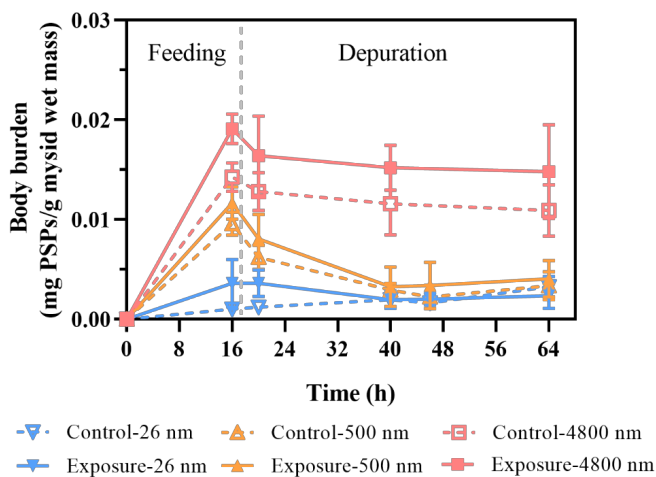 Feeding
Depuration
Body burden
(mg PSPs/g mysid wet mass)
0.03
0.02
0.01
0.00
0 8 16 24 32 40 48 56 64
Time (h)
Control-26 nm Control-500 nm Control-4800 nm
Exposure-26 nm Exposure-500 nm Exposure-4800 nm